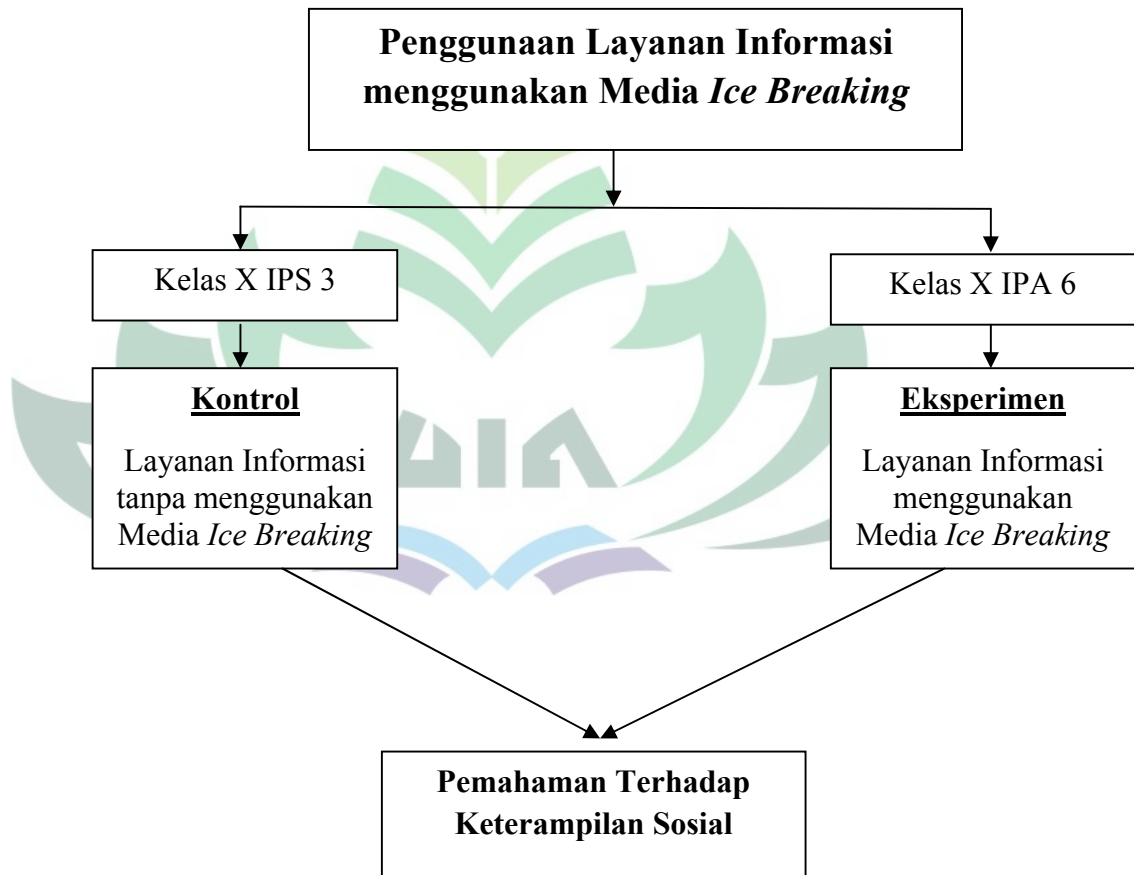 Penggunaan Layanan Informasi
menggunakan Media Ice Breaking
Kelas X IPS 3
Kelas X IPA 6
Kontrol
Layanan Informasi
tanpa menggunakan
Media Ice Breaking
Eksperimen
Layanan Informasi
menggunakan
Media Ice Breaking
Pemahaman Terhadap
Keterampilan Sosial